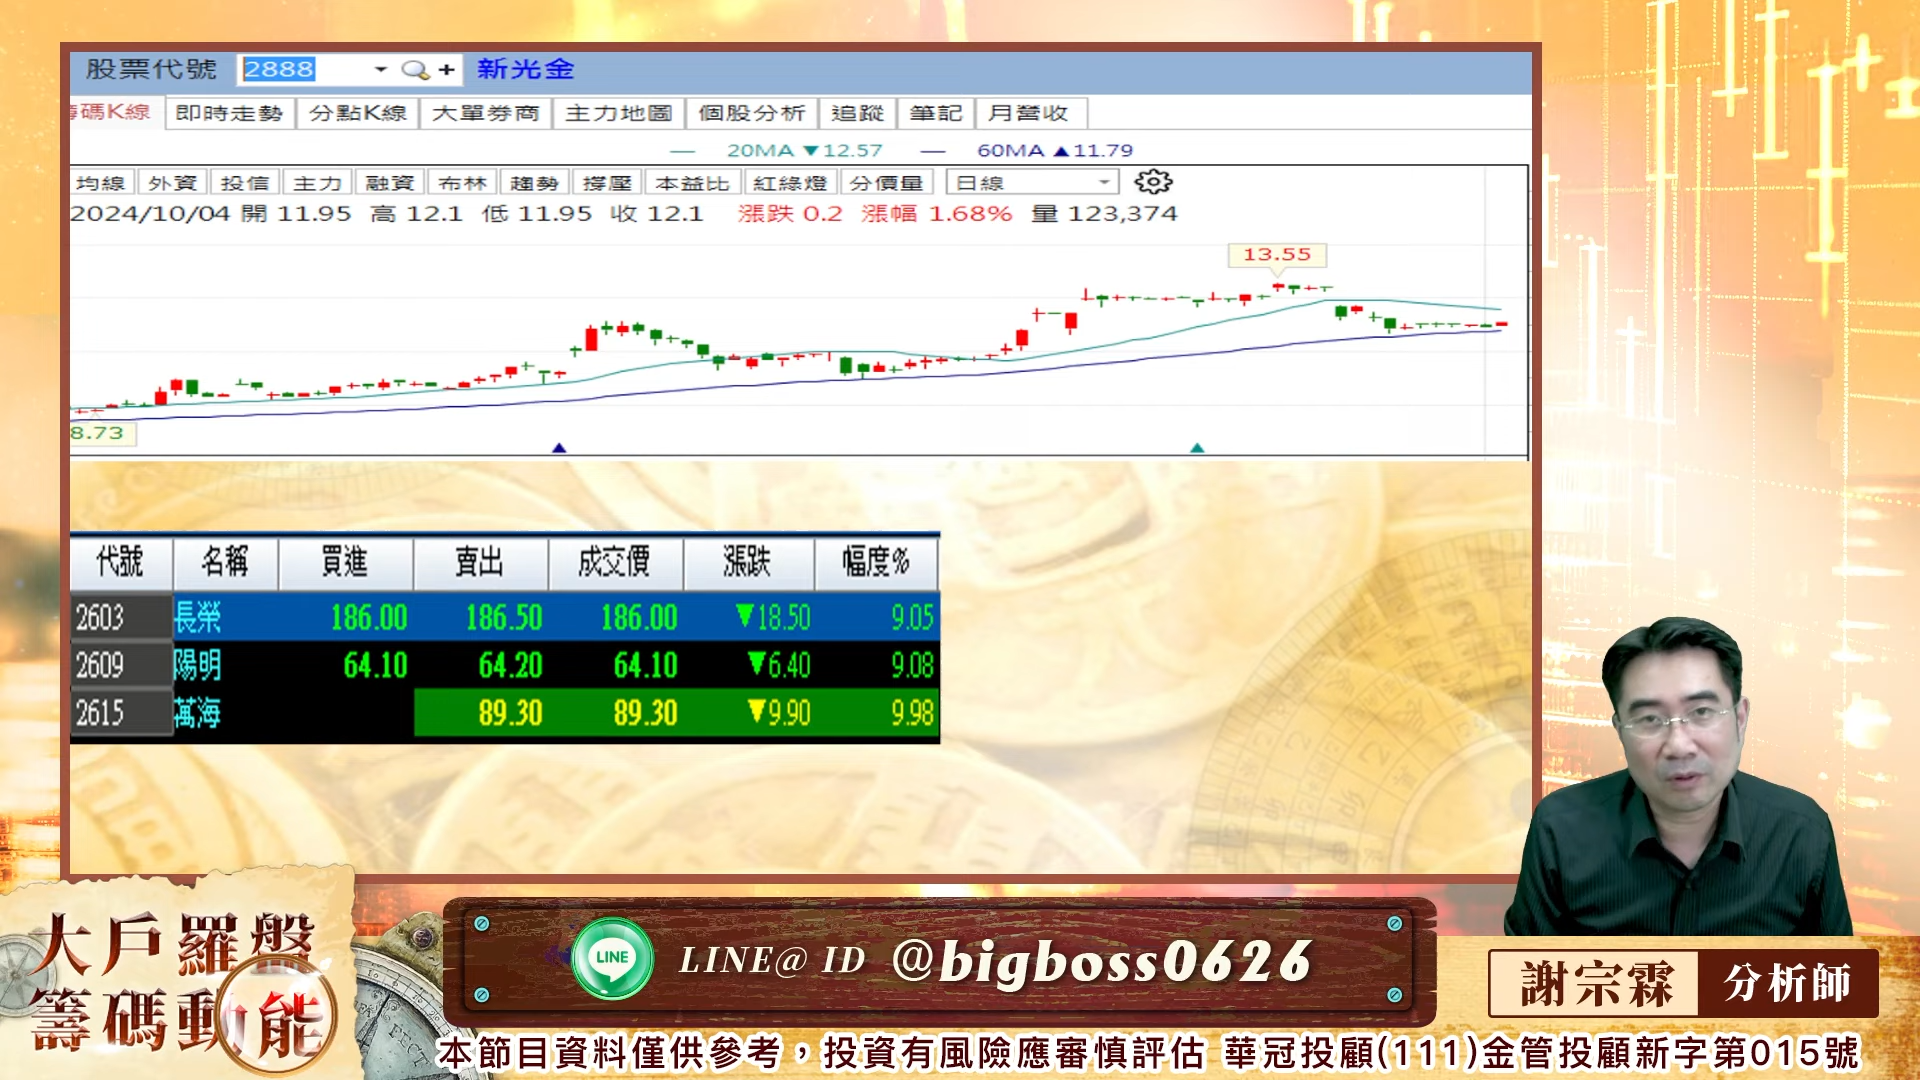 股票代號 2888 新光金
籌碼K線 即時走勢 分點K線 大單券商 主力地圖 個股分析 追蹤 筆記 月營收
20MA ▼12.57 60MA ▲11.79
均線 外資 投信 主力 融資 布林 趨勢 撐壓 本益比 紅綠燈 分價量 日線
2024/10/04 開 11.95 高 12.1 低 11.95 收 12.1 漲跌 0.2 漲幅 1.68% 量 123,374
13.55
8.73
代號 名稱 買進 賣出 成交價 漲跌 幅度%
2603 長榮 186.00 186.50 186.00 ▼18.50 9.05
2609 陽明 64.10 64.20 64.10 ▼6.40 9.08
2615 萬海 89.30 89.30 ▼9.90 9.98
大戶羅盤
籌碼動能
LINE LINE@ ID @bigboss0626
謝宗霖 分析師
本節目資料僅供參考，投資有風險應審慎評估 華冠投顧(111)金管投顧新字第015號